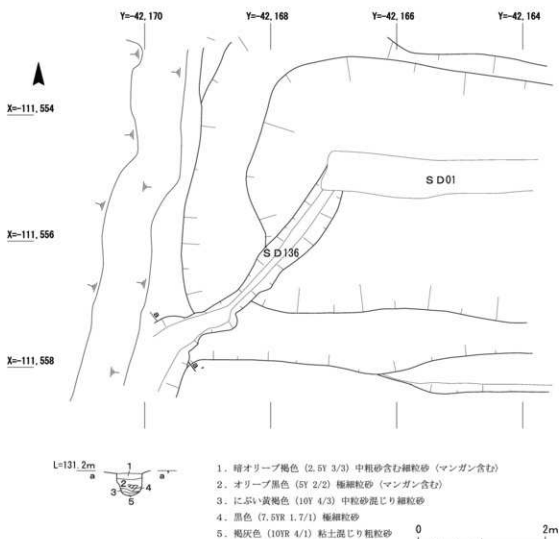 Y=-42,170
Y=-42,168
Y=-42,166
Y=-42,164
X=-111,554
SD01
X=-111,556
SD136
a
a'
X=-111,558
L=131.2m
a
a'
1
2
3
4
5
1. 暗オリーブ褐色 (2.5Y 3/3) 中粗砂含む細粒砂 (マンガン含む)
2. オリーブ黒色 (5Y 2/2) 極細粒砂 (マンガン含む)
3. にぶい黄褐色 (10Y 4/3) 中粒砂混じり細粒砂
4. 黒色 (7.5YR 1.7/1) 極細粒砂
5. 褐灰色 (10YR 4/1) 粘土混じり粗粒砂
0 2m